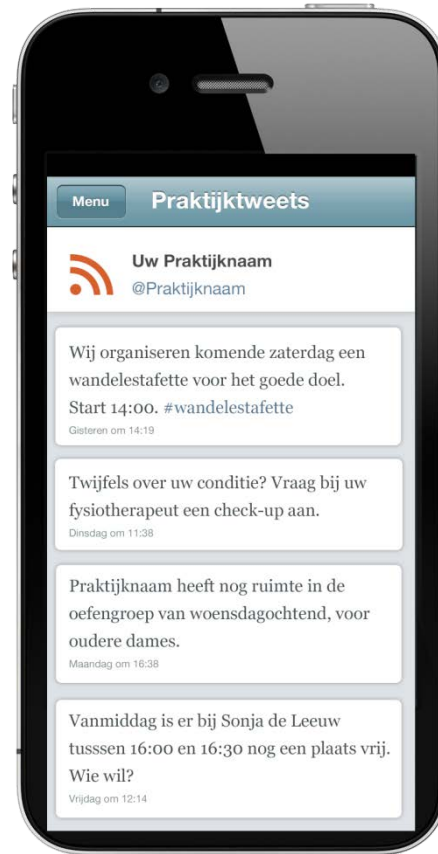 Menu
Praktijktweets
Uw Praktijknaam
@Praktijknaam
Wij organiseren komende zaterdag een
wandelestafette voor het goede doel.
Start 14:00. #wandelestafette
Gisteren om 14:19
Twijfels over uw conditie? Vraag bij uw
fysiotherapeut een check-up aan.
Dinsdag om 11:38
Praktijknaam heeft nog ruimte in de
oefengroep van woensdagochtend, voor
oudere dames.
Maandag om 16:38
Vanmiddag is er bij Sonja de Leeuw
tusssen 16:00 en 16:30 nog een plaats vrij.
Wie wil?
Vrijdag om 12:14